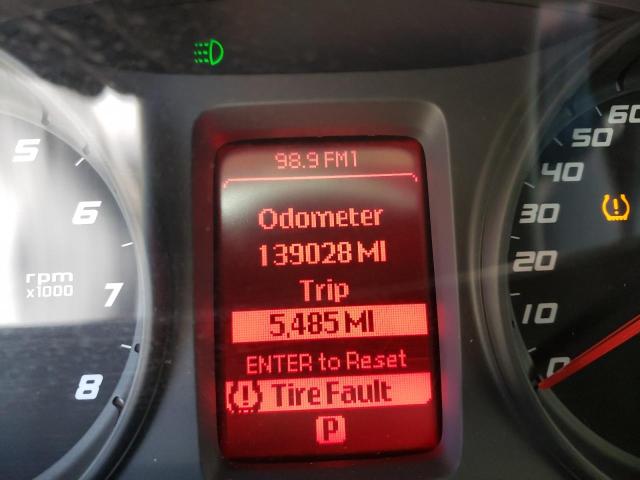 98.9 FM1
Odometer
139028 MI
Trip
5,485 MI
ENTER to Reset
(!) Tire Fault
P
5
6
rpm
x1000
7
8
60
50
40
30
20
10
0